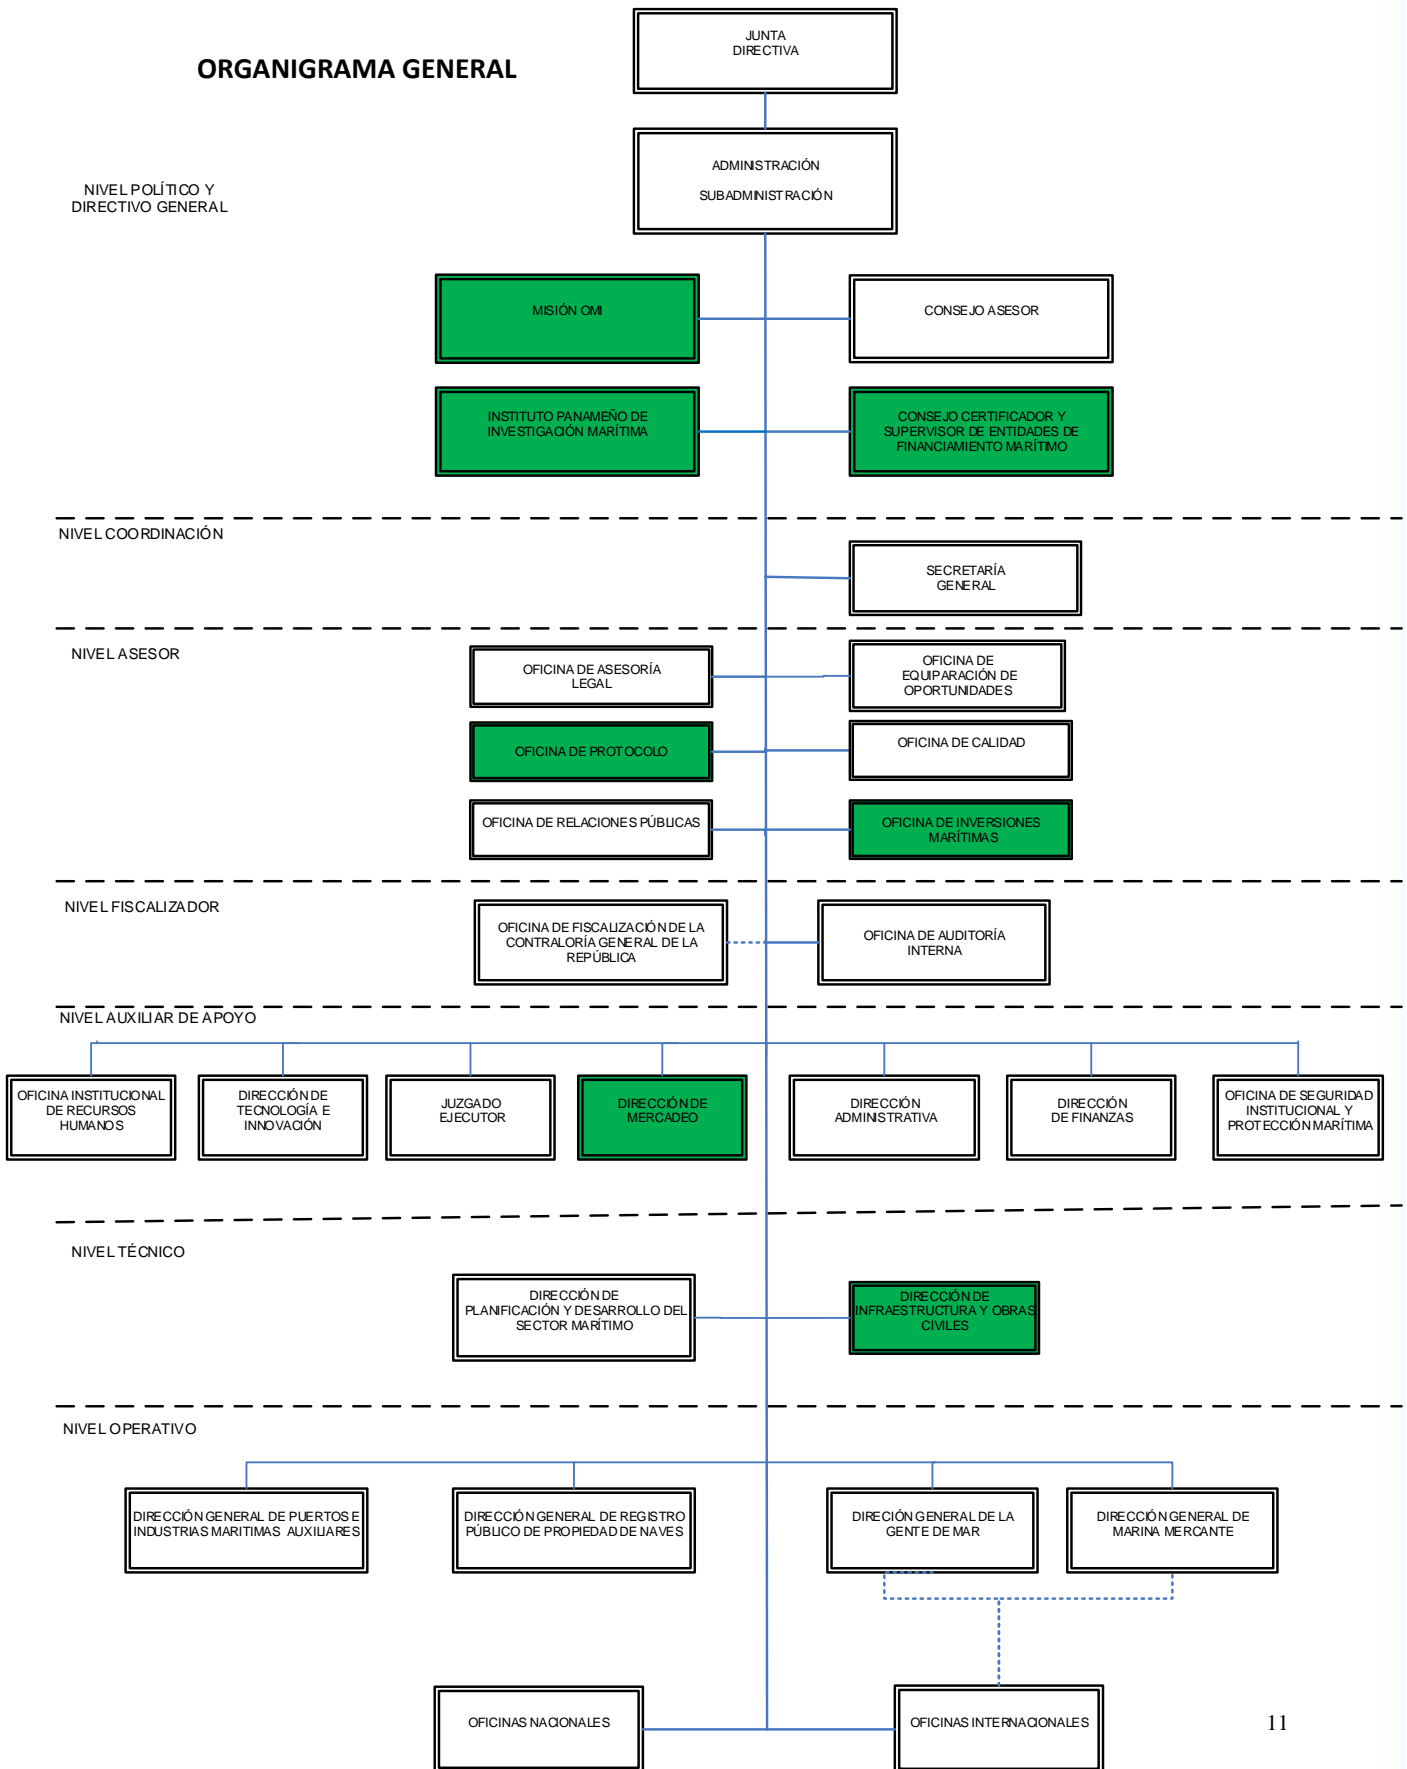 JUNTA
DIRECTIVA
ORGANIGRAMA GENERAL
ADMINISTRACIÓN
SUBADMINISTRACIÓN
NIVEL POLÍTICO Y
DIRECTIVO GENERAL
MISIÓN OMI
CONSEJO ASESOR
INSTITUTO PANAMEÑO DE
INVESTIGACIÓN MARÍTIMA
CONSEJO CERTIFICADOR Y
SUPERVISOR DE ENTIDADES DE
FINANCIAMIENTO MARÍTIMO
NIVEL COORDINACIÓN
SECRETARÍA
GENERAL
NIVEL ASESOR
OFICINA DE ASESORÍA
LEGAL
OFICINA DE
EQUIPARACIÓN DE
OPORTUNIDADES
OFICINA DE PROTOCOLO
OFICINA DE CALIDAD
OFICINA DE RELACIONES PÚBLICAS
OFICINA DE INVERSIONES
MARÍTIMAS
NIVEL FISCALIZADOR
OFICINA DE FISCALIZACIÓN DE LA
CONTRALORÍA GENERAL DE LA
REPÚBLICA
OFICINA DE AUDITORÍA
INTERNA
NIVEL AUXILIAR DE APOYO
OFICINA INSTITUCIONAL
DE RECURSOS
HUMANOS
DIRECCIÓN DE
TECNOLOGÍA E
INNOVACIÓN
JUZGADO
EJECUTOR
DIRECCIÓN DE
MERCADEO
DIRECCIÓN
ADMINISTRATIVA
DIRECCIÓN
DE FINANZAS
OFICINA DE SEGURIDAD
INSTITUCIONAL Y
PROTECCIÓN MARÍTIMA
NIVEL TÉCNICO
DIRECCIÓN DE
PLANIFICACIÓN Y DESARROLLO DEL
SECTOR MARÍTIMO
DIRECCIÓN DE
INFRAESTRUCTURA Y OBRAS
CIVILES
NIVEL OPERATIVO
DIRECCIÓN GENERAL DE PUERTOS E
INDUSTRIAS MARITIMAS AUXILIARES
DIRECCIÓN GENERAL DE REGISTRO
PÚBLICO DE PROPIEDAD DE NAVES
DIRECIÓN GENERAL DE LA
GENTE DE MAR
DIRECCIÓN GENERAL DE
MARINA MERCANTE
OFICINAS NACIONALES
OFICINAS INTERNACIONALES
11